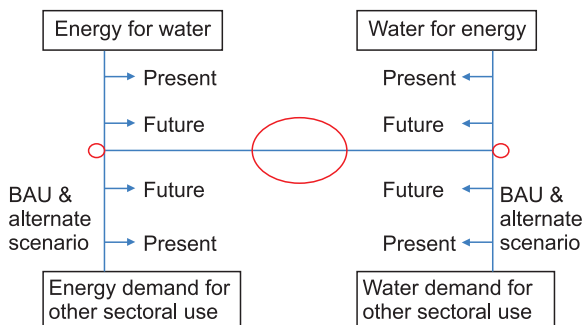 Energy for water
Water for energy
Present
Present
Future
Future
BAU &
alternate
scenario
Future
Present
Future
Present
BAU &
alternate
scenario
Energy demand for
other sectoral use
Water demand for
other sectoral use